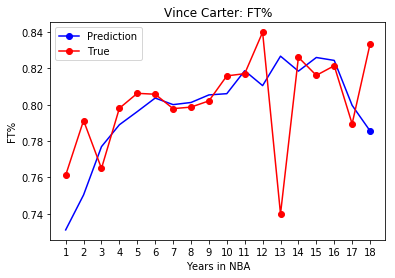 Vince Carter: FT%
Prediction
True
FT%
0.84
0.82
0.80
0.78
0.76
0.74
1 2 3 4 5 6 7 8 9 10 11 12 13 14 15 16 17 18
Years in NBA